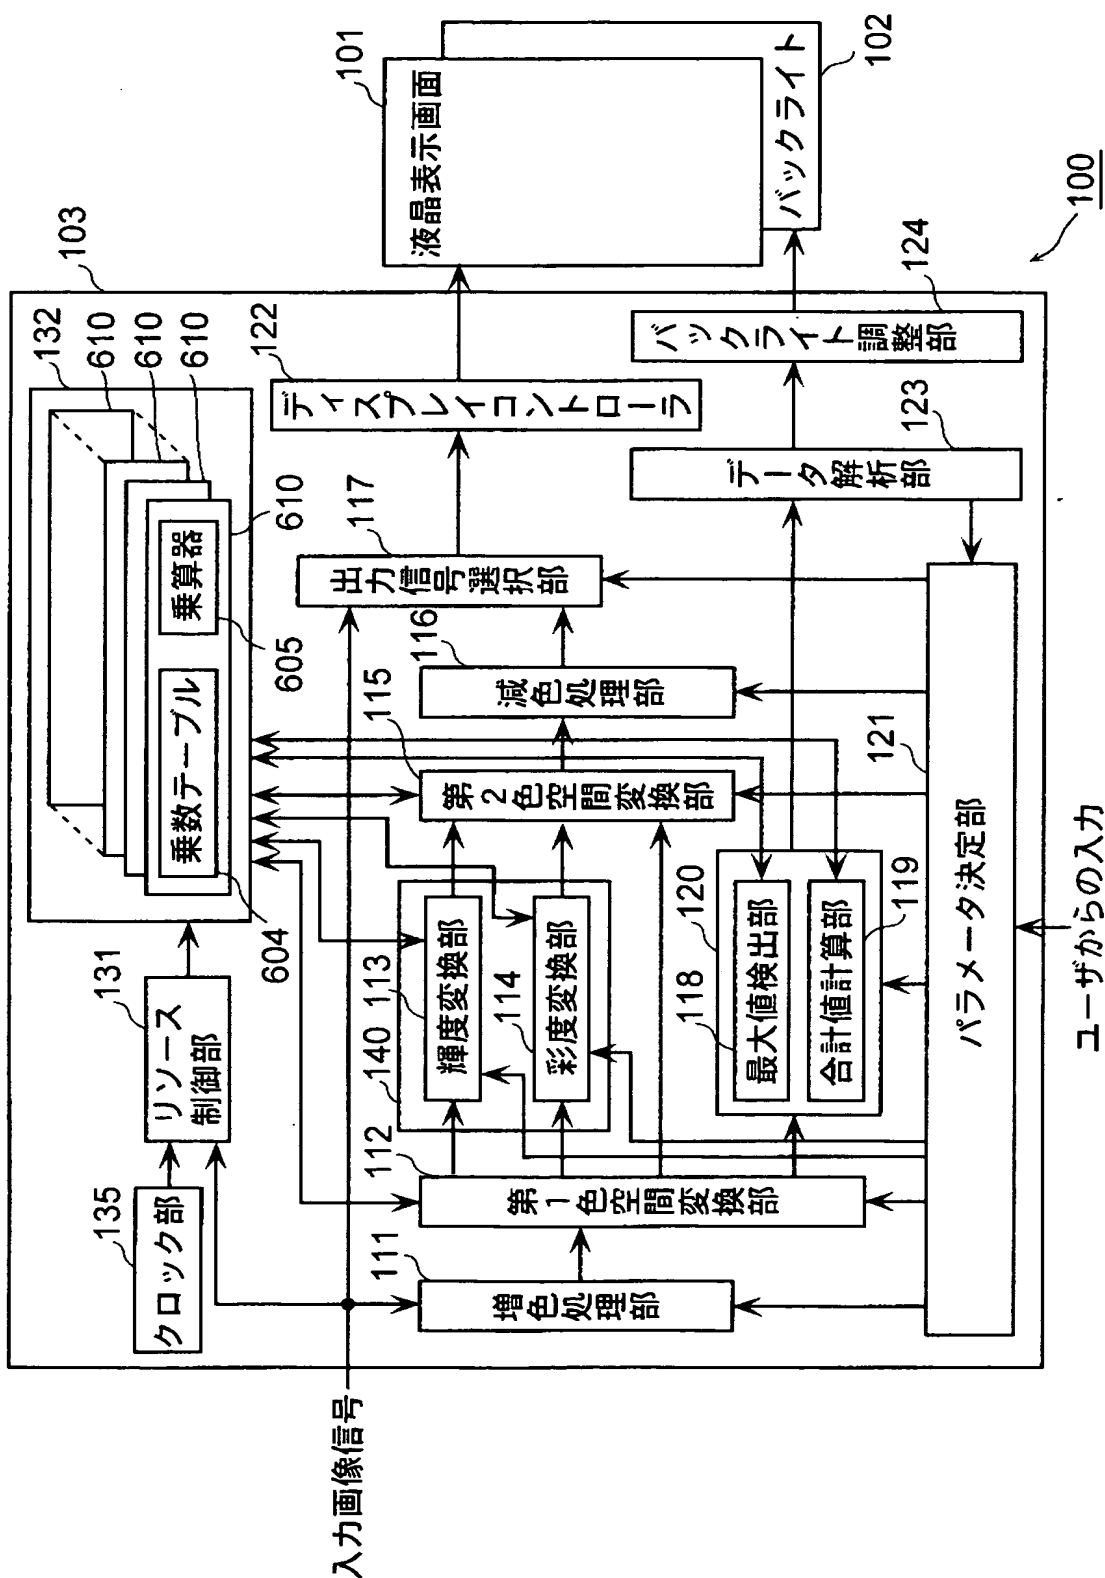 100
101
液晶表示画面
バックライト
102
103
132
610
610
610
610
乗算器
605
乗数テーブル
604
131
リソース
制御部
135
クロック部
122
ディスプレイコントローラ
117
出力信号選択部
116
減色処理部
115
第2色空間変換部
140
113
輝度変換部
114
彩度変換部
112
第1色空間変換部
111
増色処理部
入力画像信号
124
バックライト調整部
123
データ解析部
120
118
最大値検出部
合計値計算部
119
121
パラメータ決定部
ユーザからの入力